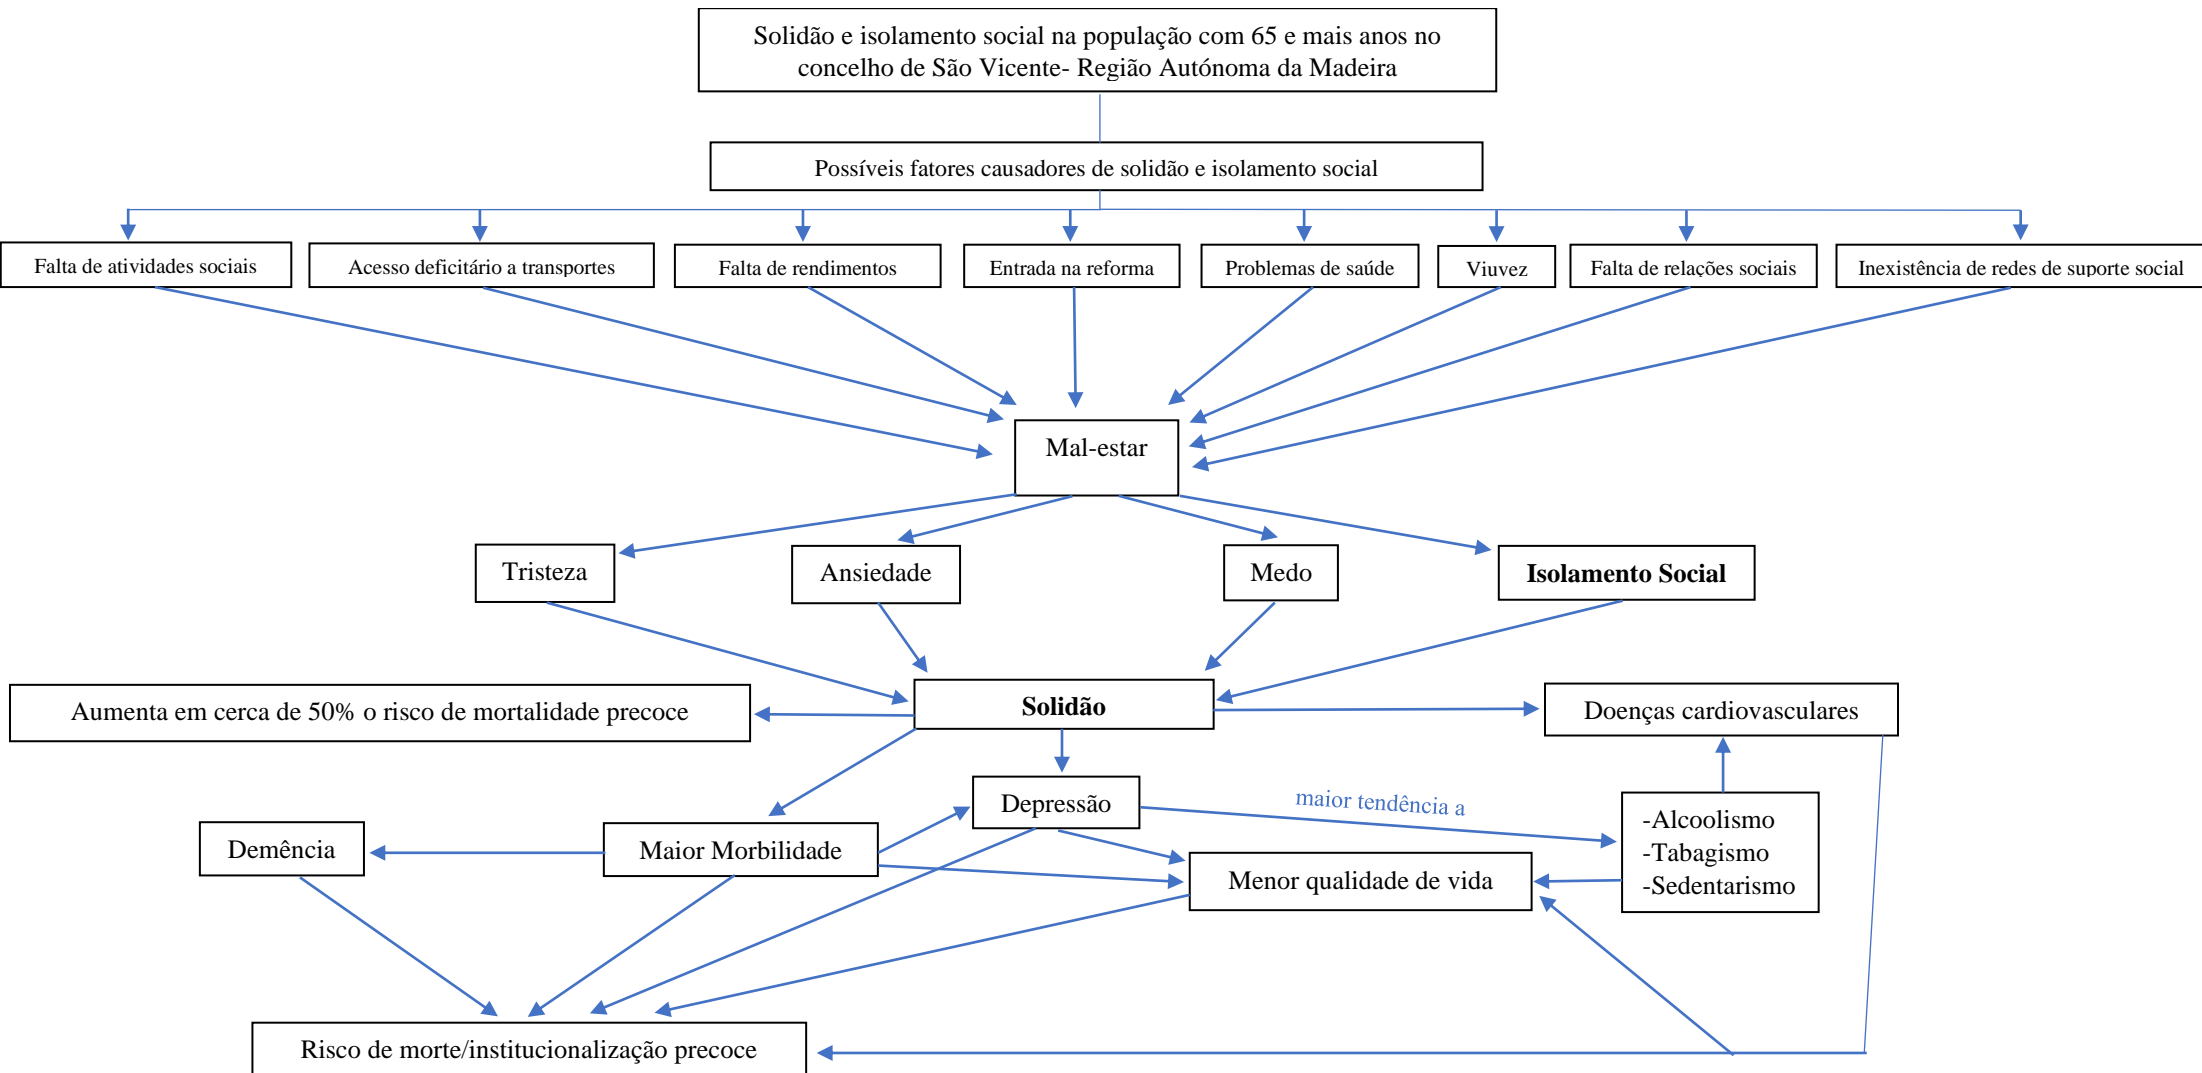 Solidão e isolamento social na população com 65 e mais anos no
concelho de São Vicente- Região Autónoma da Madeira
Possíveis fatores causadores de solidão e isolamento social
Falta de atividades sociais
Acesso deficitário a transportes
Falta de rendimentos
Entrada na reforma
Problemas de saúde
Viuvez
Falta de relações sociais
Inexistência de redes de suporte social
Mal-estar
Tristeza
Ansiedade
Medo
Isolamento Social
Aumenta em cerca de 50% o risco de mortalidade precoce
Solidão
Doenças cardiovasculares
Depressão
maior tendência a
-Alcoolismo
-Tabagismo
-Sedentarismo
Demência
Maior Morbilidade
Menor qualidade de vida
Risco de morte/institucionalização precoce